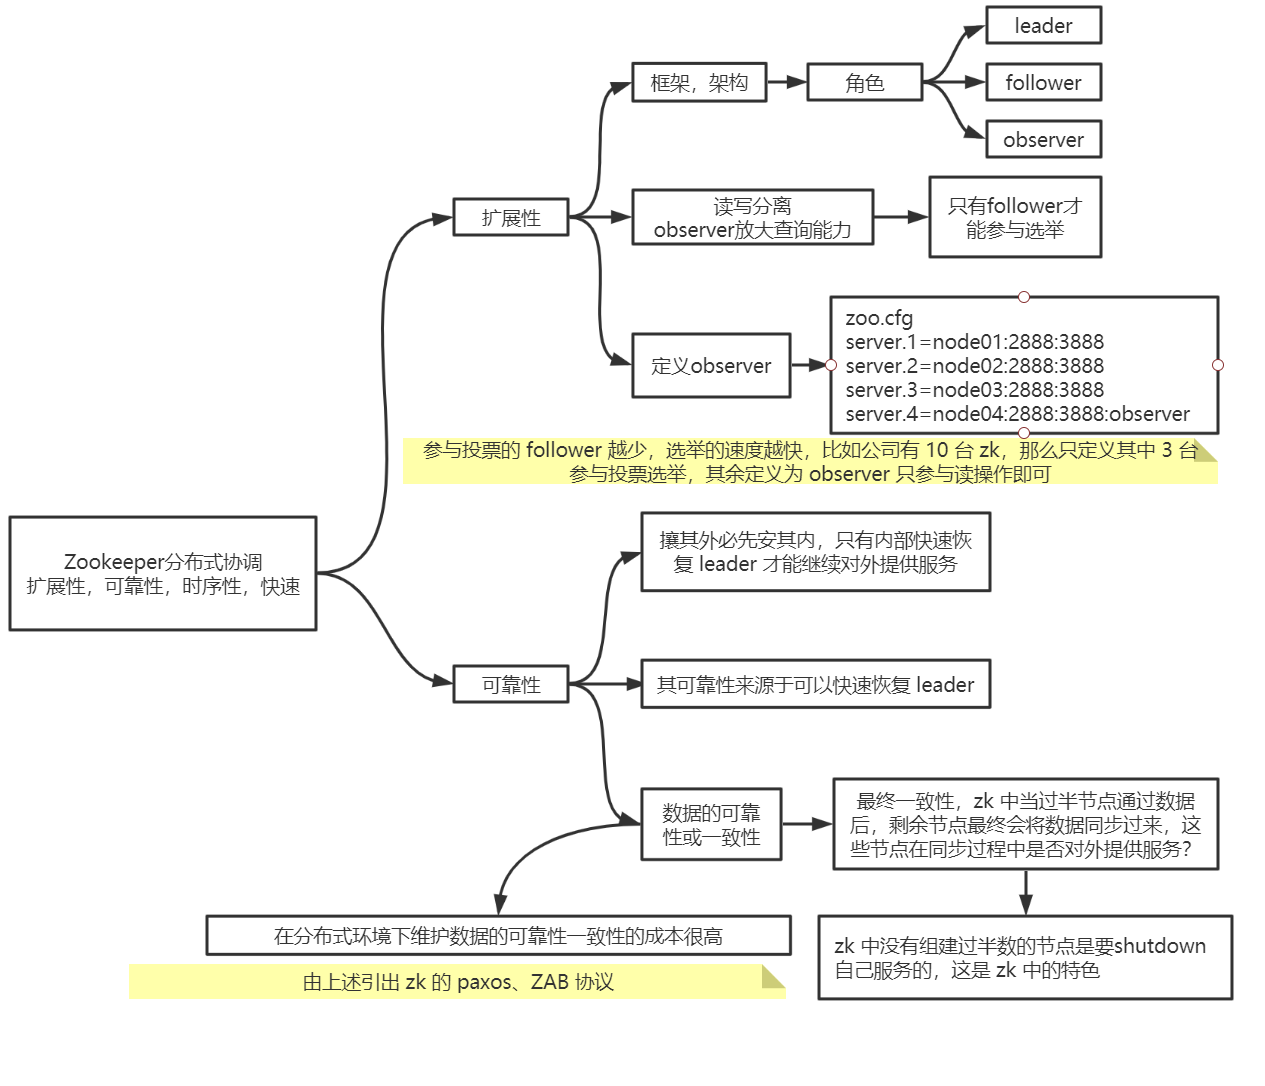 leader
框架，架构
角色
follower
observer
扩展性
读写分离
observer放大查询能力
只有follower才
能参与选举
定义observer
zoo.cfg
server.1=node01:2888:3888
server.2=node02:2888:3888
server.3=node03:2888:3888
server.4=node04:2888:3888:observer
参与投票的 follower 越少，选举的速度越快，比如公司有 10 台 zk，那么只定义其中 3 台
参与投票选举，其余定义为 observer 只参与读操作即可
Zookeeper分布式协调
扩展性，可靠性，时序性，快速
攘其外必先安其内，只有内部快速恢
复 leader 才能继续对外提供服务
可靠性
其可靠性来源于可以快速恢复 leader
数据的可靠
性或一致性
最终一致性，zk 中当过半节点通过数据
后，剩余节点最终会将数据同步过来，这
些节点在同步过程中是否对外提供服务？
在分布式环境下维护数据的可靠性一致性的成本很高
由上述引出 zk 的 paxos、ZAB 协议
zk 中没有组建过半数的节点是要shutdown
自己服务的，这是 zk 中的特色